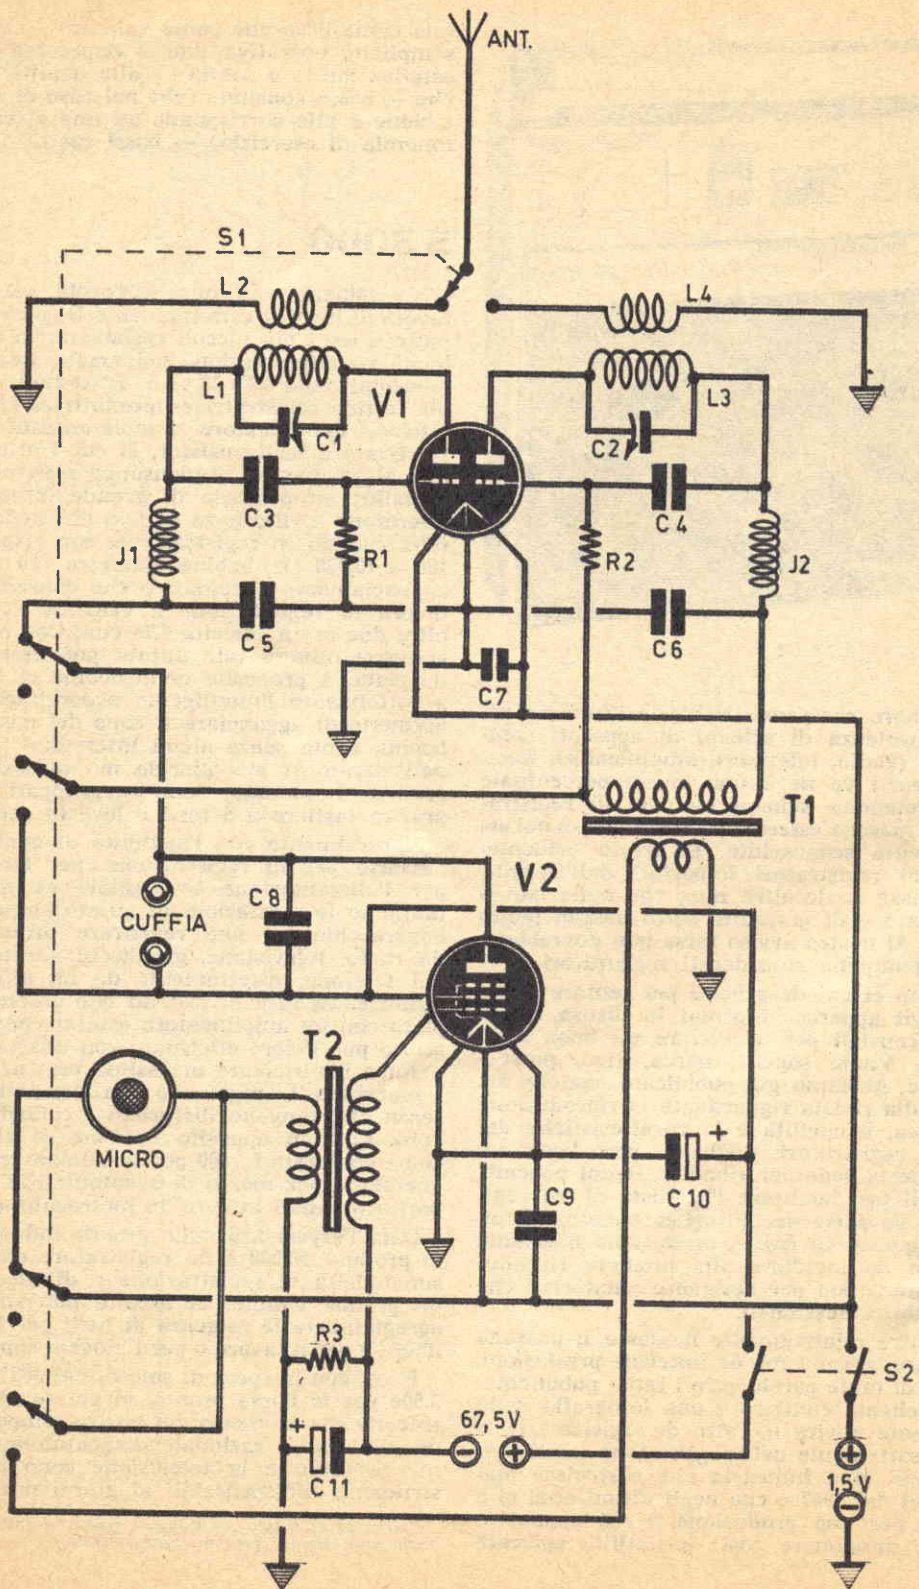 ANT.
S1
L2
L4
L1
V1
C1
C2
L3
C3
C4
J1
R1
R2
J2
C5
C6
C7
T1
V2
C8
CUFFIA
T2
MICRO
C10
+
C9
R3
S2
67,5V
+
C11
1,5V